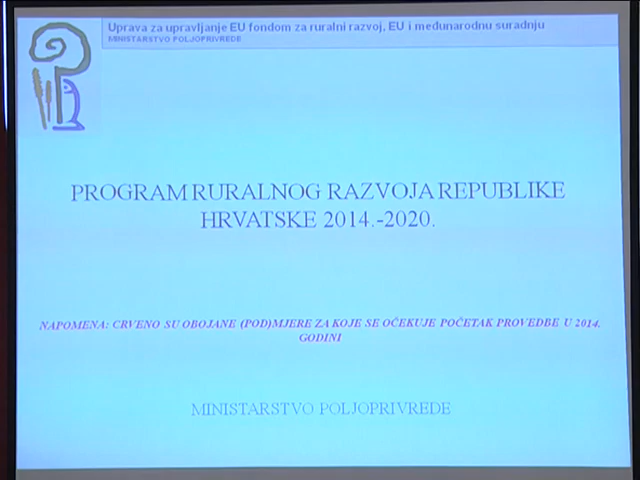 Uprava za upravljanje EU fondom za ruralni razvoj, EU i međunarodnu suradnju
MINISTARSTVO POLJOPRIVREDE
PROGRAM RURALNOG RAZVOJA REPUBLIKE
HRVATSKE 2014.-2020.
NAPOMENA: CRVENO SU OBOJANE (POD)MJERE ZA KOJE SE OČEKUJE POČETAK PROVEDBE U 2014.
GODINI
MINISTARSTVO POLJOPRIVREDE